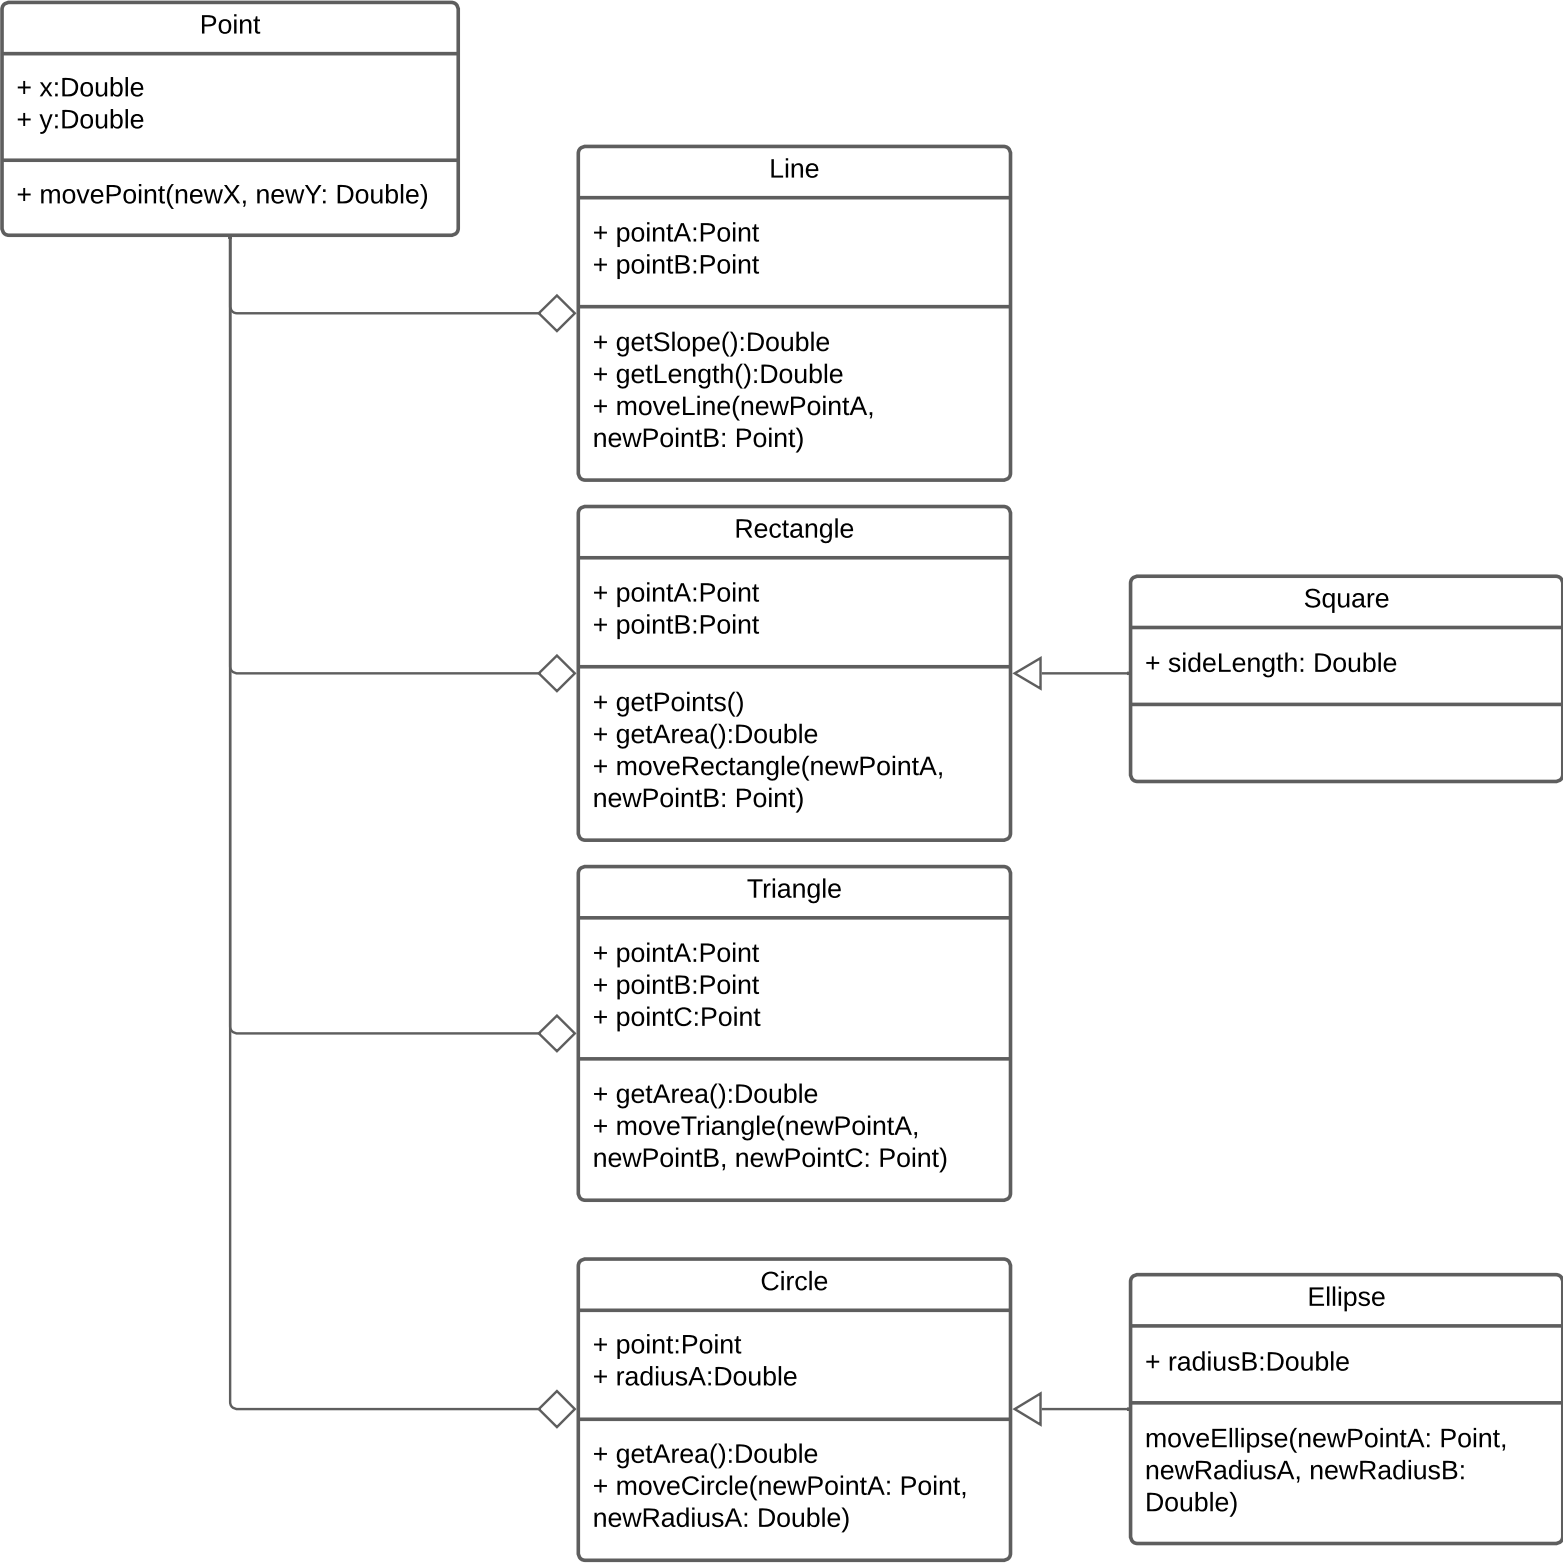 Point
+ x:Double
+ y:Double
+ movePoint(newX, newY: Double)
Line
+ pointA:Point
+ pointB:Point
+ getSlope():Double
+ getLength():Double
+ moveLine(newPointA,
newPointB: Point)
Rectangle
+ pointA:Point
+ pointB:Point
+ getPoints()
+ getArea():Double
+ moveRectangle(newPointA,
newPointB: Point)
Square
+ sideLength: Double
Triangle
+ pointA:Point
+ pointB:Point
+ pointC:Point
+ getArea():Double
+ moveTriangle(newPointA,
newPointB, newPointC: Point)
Circle
+ point:Point
+ radiusA:Double
+ getArea():Double
+ moveCircle(newPointA: Point,
newRadiusA: Double)
Ellipse
+ radiusB:Double
moveEllipse(newPointA: Point,
newRadiusA, newRadiusB:
Double)